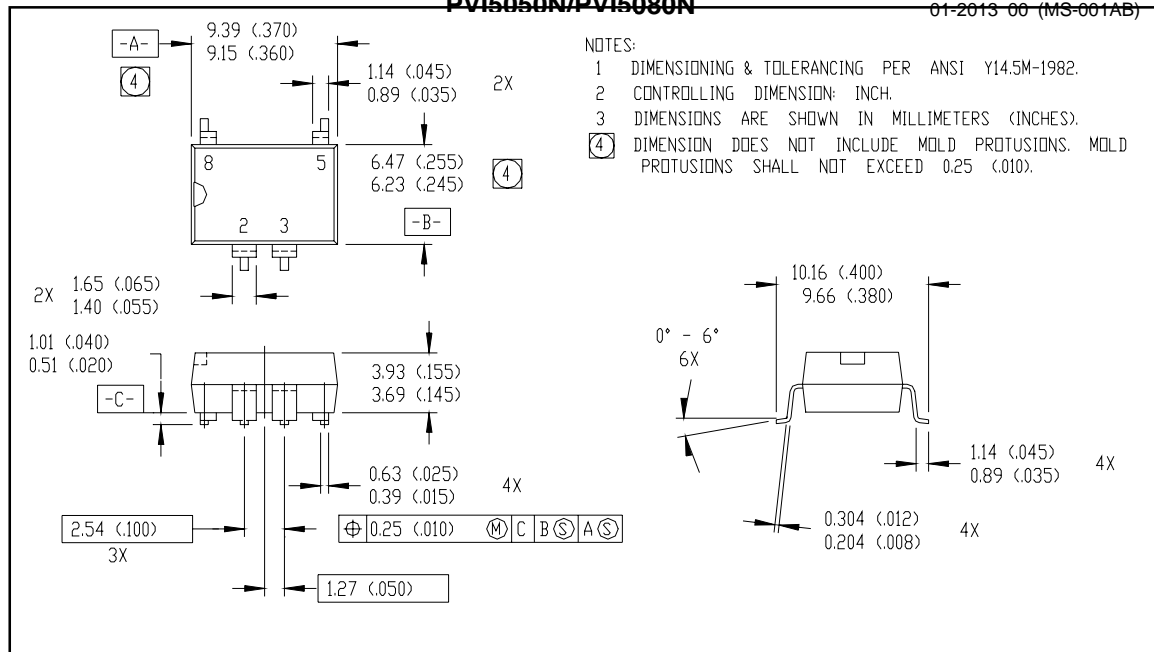 PVI5050N/PVI5080N
01-2013 00 (MS-001AB)
-A-
4
9.39 (.370)
9.15 (.360)
1.14 (.045)
0.89 (.035)
2X
8
5
2
3
6.47 (.255)
6.23 (.245)
4
-B-
NOTES:
1 DIMENSIONING & TOLERANCING PER ANSI Y14.5M-1982.
2 CONTROLLING DIMENSION: INCH.
3 DIMENSIONS ARE SHOWN IN MILLIMETERS (INCHES).
4 DIMENSION DOES NOT INCLUDE MOLD PROTUSIONS. MOLD
PROTUSIONS SHALL NOT EXCEED 0.25 (.010).
2X
1.65 (.065)
1.40 (.055)
1.01 (.040)
0.51 (.020)
-C-
3.93 (.155)
3.69 (.145)
0.63 (.025)
0.39 (.015)
4X
2.54 (.100)
3X
⌖ 0.25 (.010) Ⓜ C B Ⓢ A Ⓢ
1.27 (.050)
10.16 (.400)
9.66 (.380)
0° - 6°
6X
1.14 (.045)
0.89 (.035)
4X
0.304 (.012)
0.204 (.008)
4X